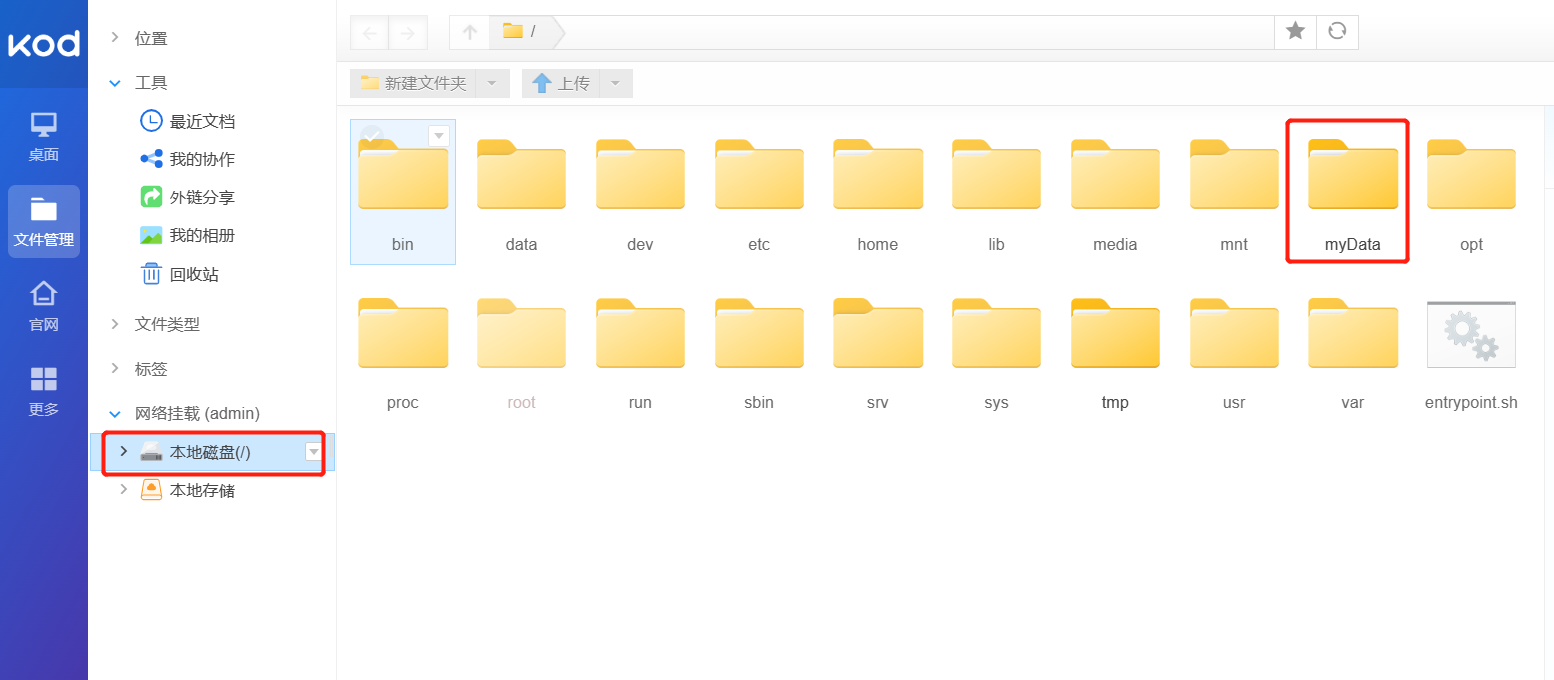 kod
桌面
文件管理
官网
更多
位置
工具
最近文档
我的协作
外链分享
我的相册
回收站
文件类型
标签
网络挂载 (admin)
本地磁盘(/)
本地存储
/
新建文件夹
上传
bin
data
dev
etc
home
lib
media
mnt
myData
opt
proc
root
run
sbin
srv
sys
tmp
usr
var
entrypoint.sh